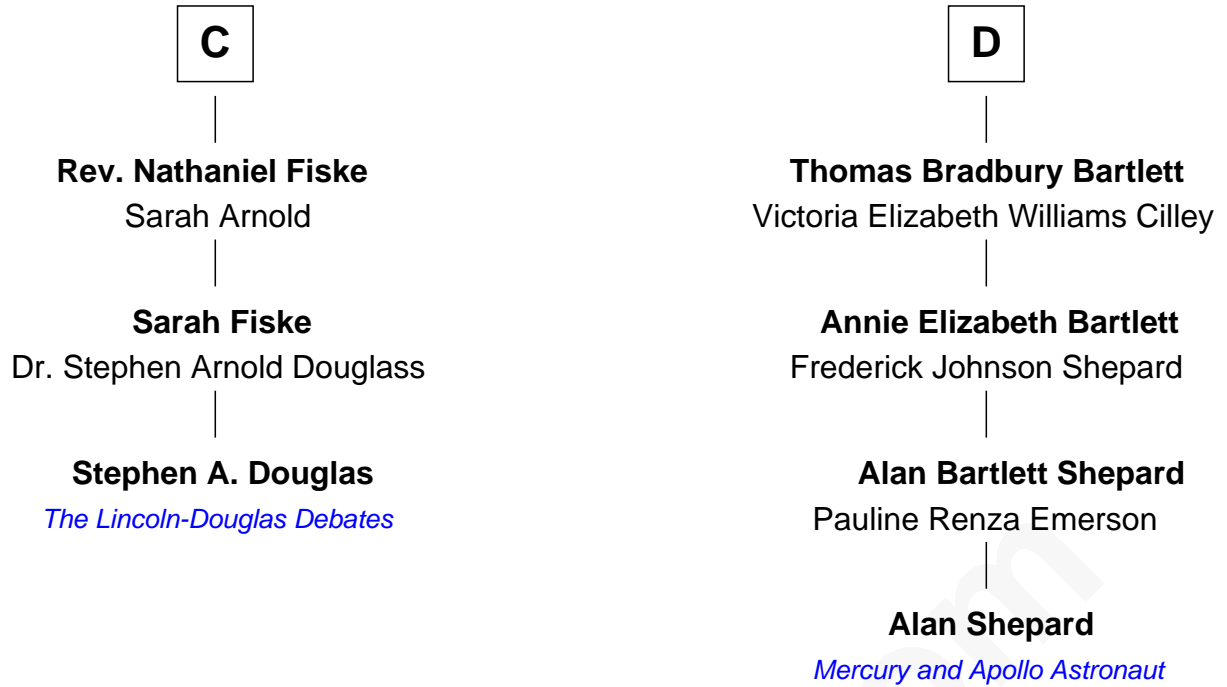 C
Rev. Nathaniel Fiske
Sarah Arnold
Sarah Fiske
Dr. Stephen Arnold Douglass
Stephen A. Douglas
The Lincoln-Douglas Debates
D
Thomas Bradbury Bartlett
Victoria Elizabeth Williams Cilley
Annie Elizabeth Bartlett
Frederick Johnson Shepard
Alan Bartlett Shepard
Pauline Renza Emerson
Alan Shepard
Mercury and Apollo Astronaut